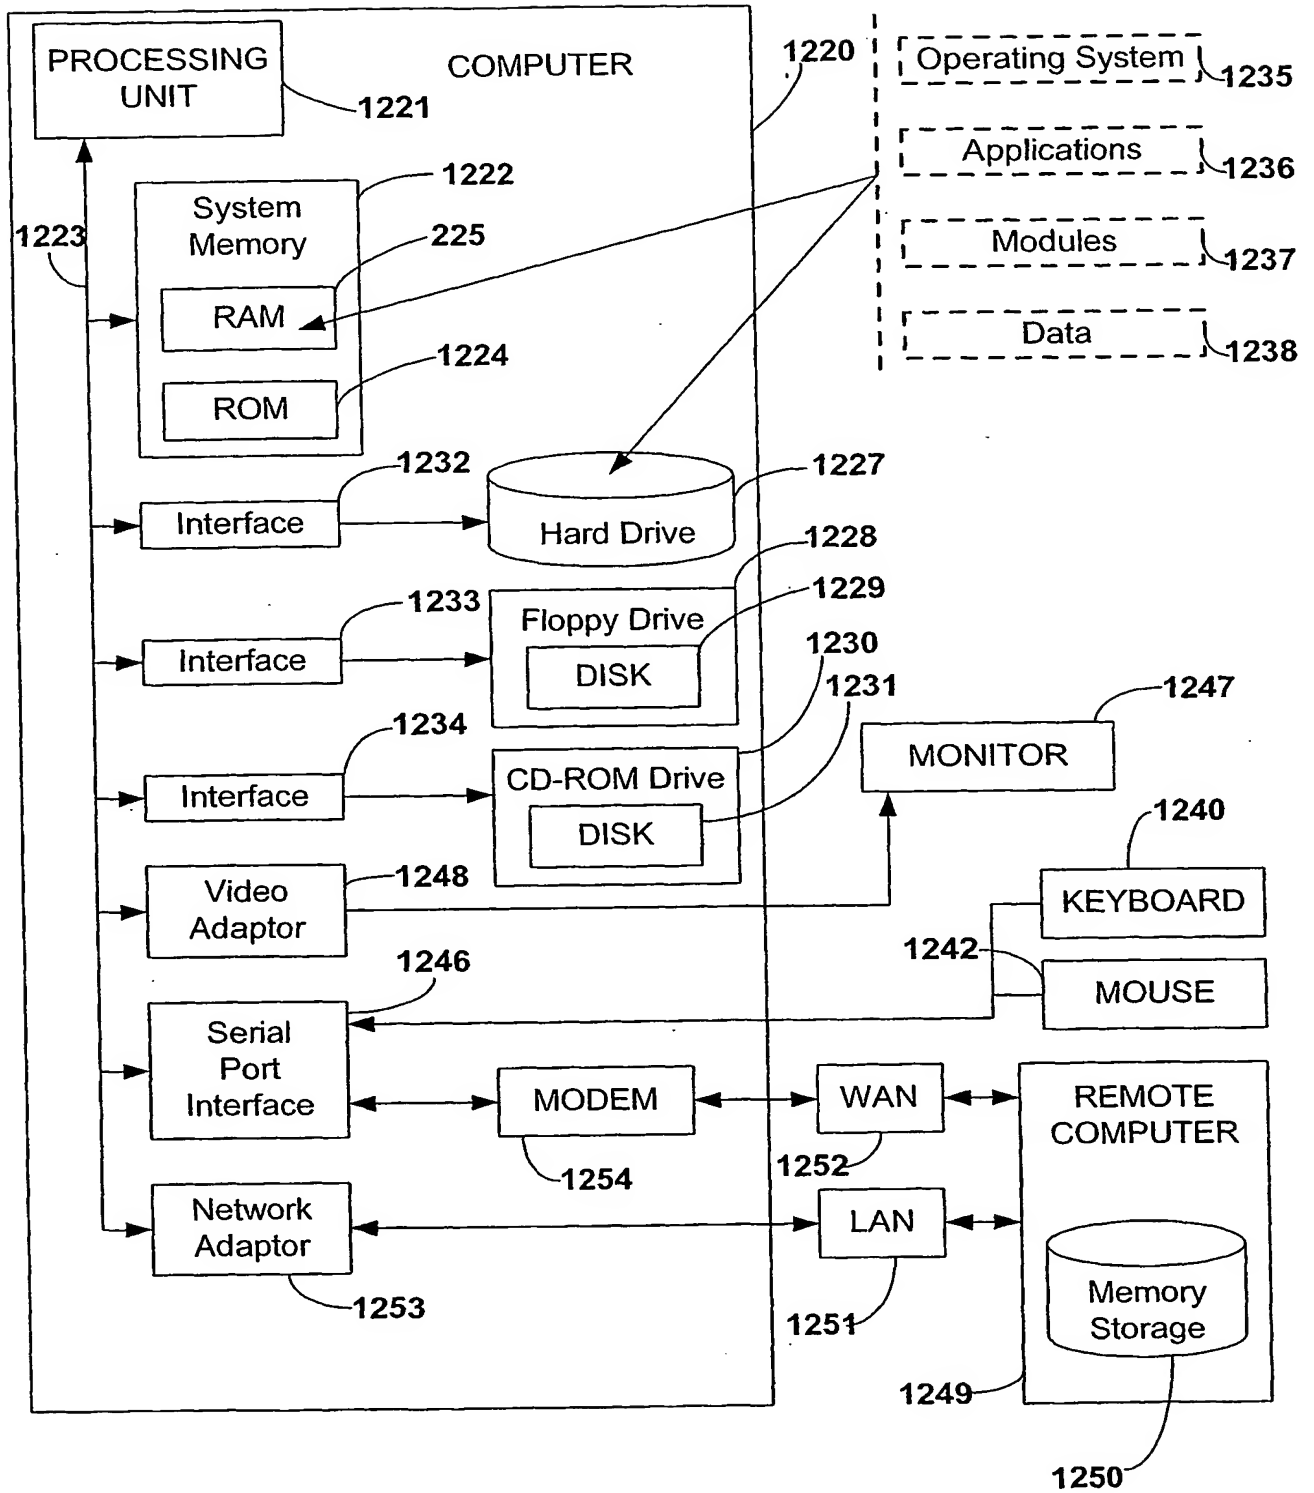 PROCESSING
UNIT
1221
COMPUTER
1220
Operating System
1235
Applications
1236
Modules
1237
Data
1238
1222
System
Memory
1223
225
RAM
1224
ROM
1232
Interface
1227
Hard Drive
1228
1229
1233
Interface
Floppy Drive
DISK
1230
1231
1234
Interface
CD-ROM Drive
DISK
1247
MONITOR
1240
KEYBOARD
1242
MOUSE
1248
Video
Adaptor
1246
Serial
Port
Interface
MODEM
1254
WAN
1252
REMOTE
COMPUTER
Network
Adaptor
1253
LAN
1251
Memory
Storage
1249
1250